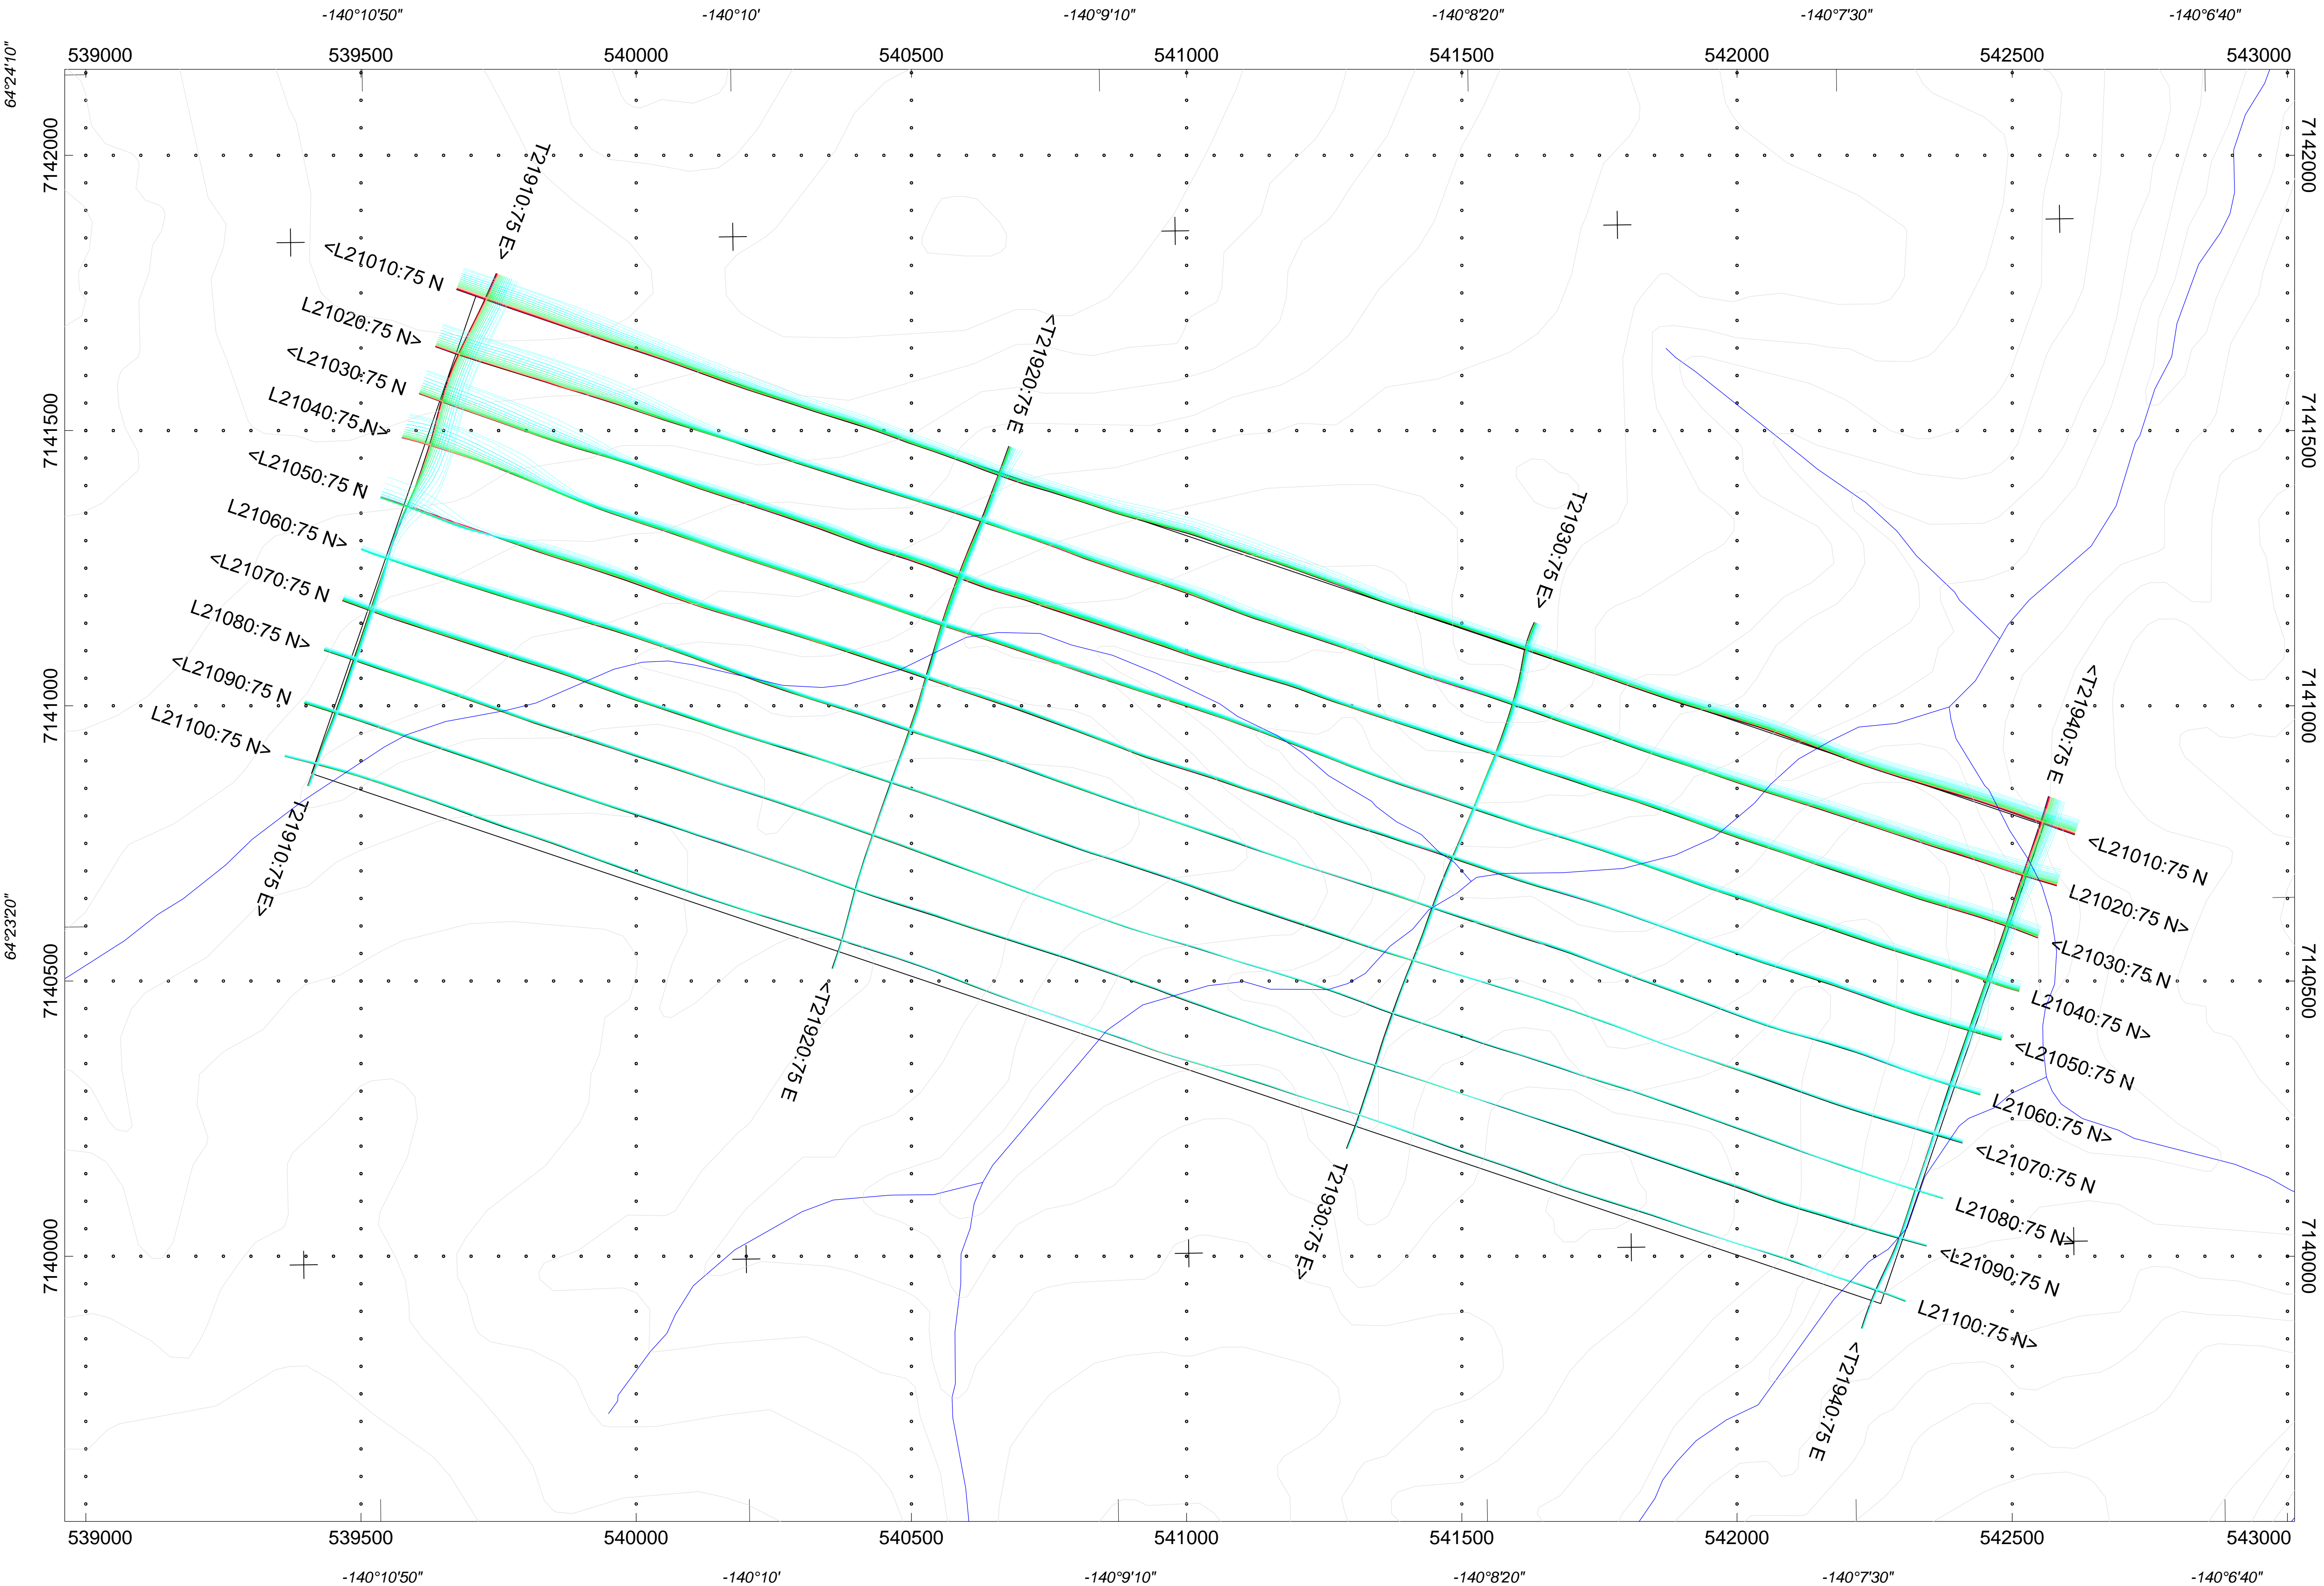 -140°10'50" -140°10' -140°9'10" -140°8'20" -140°7'30" -140°6'40"
539000 539500 540000 540500 541000 541500 542000 542500 543000
64°24'10"
7142000 7142000
T21910:75 E>
<L21010:75 N
L21020:75 N>
<T21920:75 E
<L21030:75 N
L21040:75 N>
7141500 7141500
<L21050:75 N
T21930:75 E>
L21060:75 N>
<L21070:75 N
L21080:75 N>
<L21090:75 N
<T21940:75 E
L21100:75 N>
7141000 7141000
T21910:75 E>
<L21010:75 N
L21020:75 N>
64°23'20"
<L21030:75 N
7140500 7140500
L21040:75 N>
<T21920:75 E
<L21050:75 N
L21060:75 N>
<L21070:75 N
L21080:75 N>
T21930:75 E>
7140000 7140000
<L21090:75 N
L21100:75 N>
<T21940:75 E
539000 539500 540000 540500 541000 541500 542000 542500 543000
-140°10'50" -140°10' -140°9'10" -140°8'20" -140°7'30" -140°6'40"